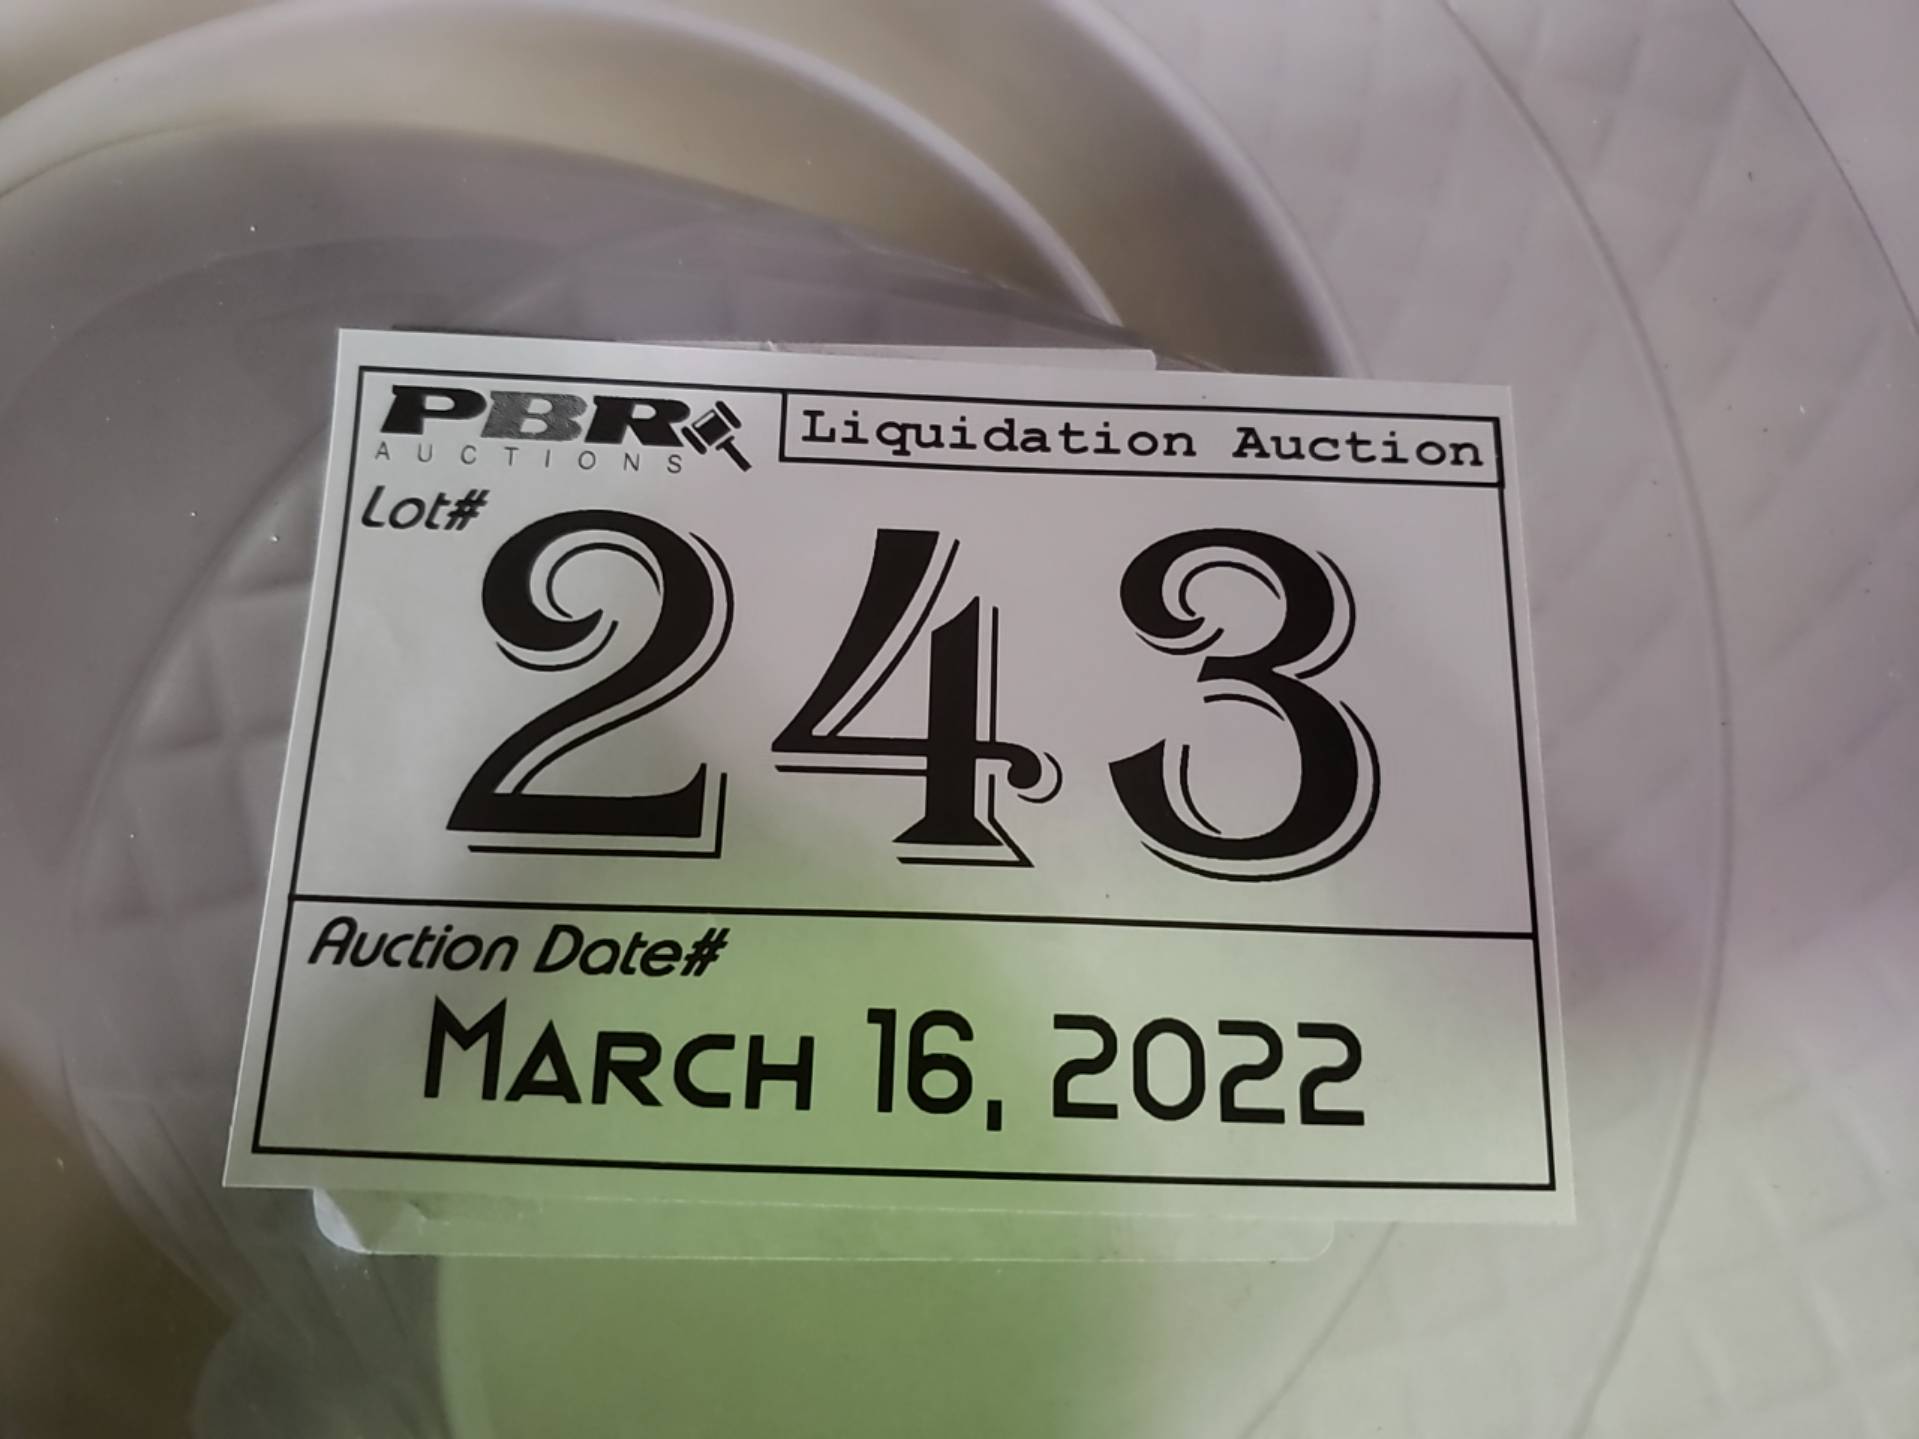 PBR
AUCTIONS
Liquidation Auction
Lot#
243
Auction Date#
MARCH 16, 2022